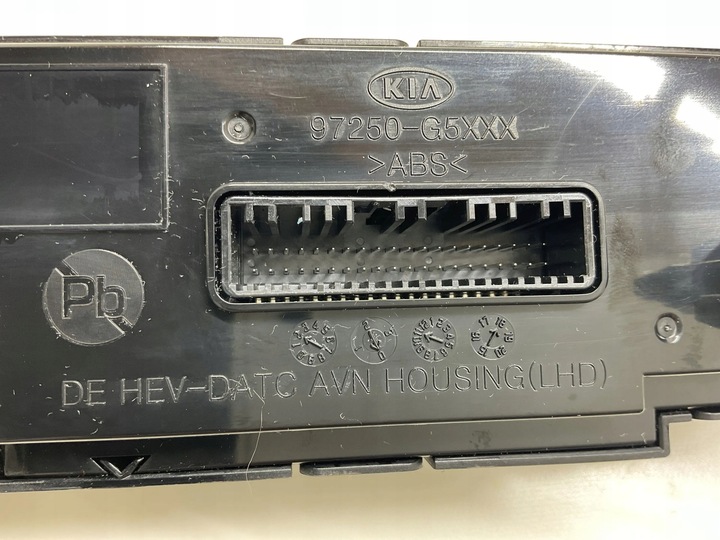 KIA
97250-G5XXX
>ABS<
Pb
DE HEV-DATC AVN HOUSING(LHD)